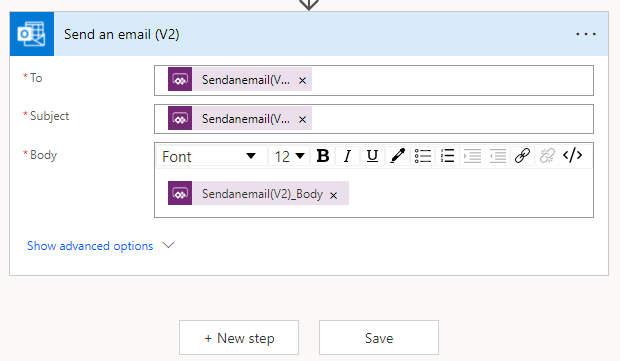 Send an email (V2)
* To
Sendanemail(V... ×
* Subject
Sendanemail(V... ×
* Body
Font 12 B I U </>
Sendanemail(V2)_Body ×
Show advanced options
+ New step Save